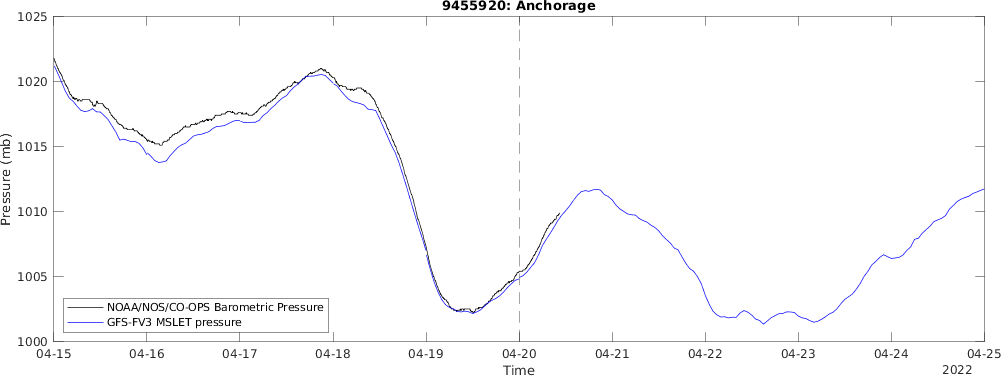 9455920: Anchorage
1025
1020
1015
1010
1005
1000
Pressure (mb)
NOAA/NOS/CO-OPS Barometric Pressure
GFS-FV3 MSLET pressure
04-15 04-16 04-17 04-18 04-19 04-20 04-21 04-22 04-23 04-24 04-25
Time
2022